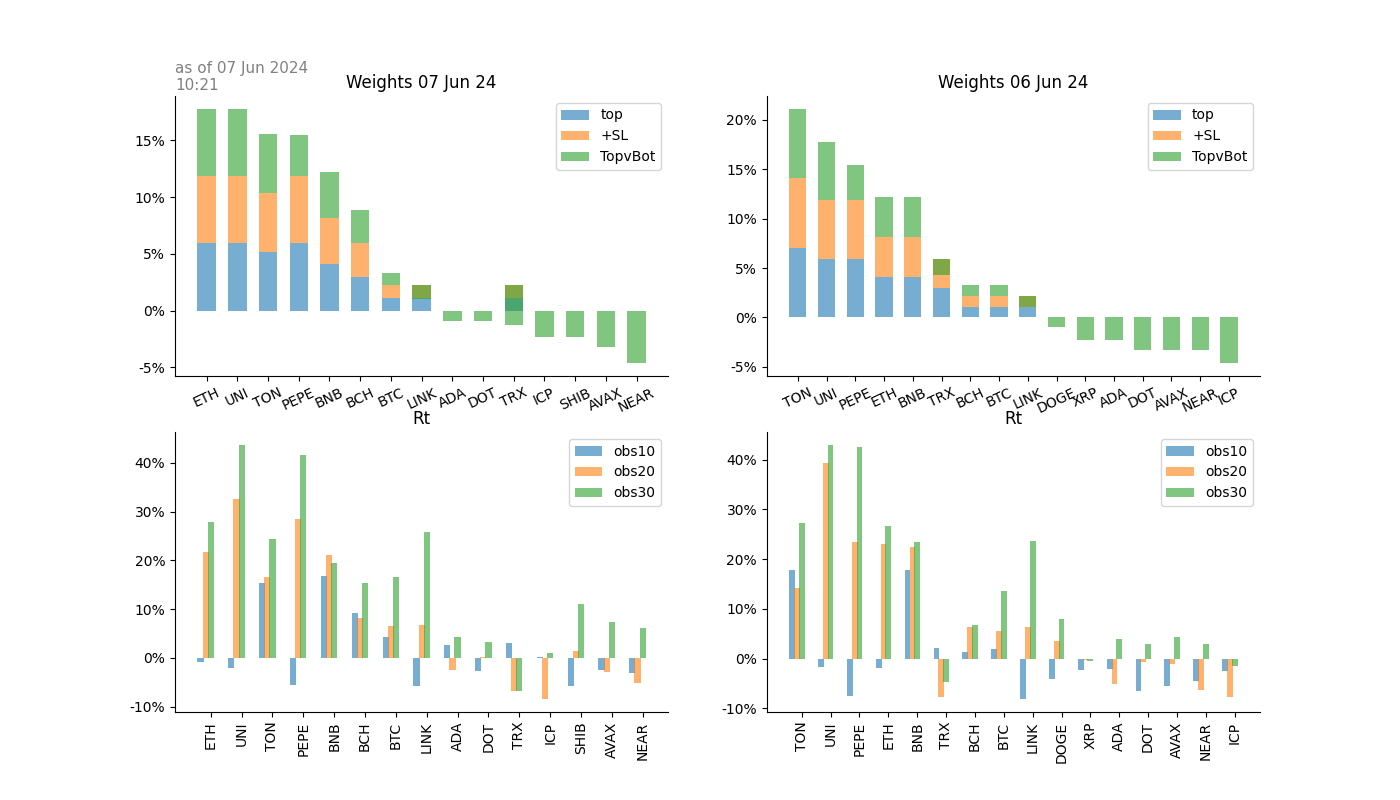 as of 07 Jun 2024
10:21
Weights 07 Jun 24
top
+SL
TopvBot
15%
10%
5%
0%
-5%
ETH UNI TON PEPE BNB BCH BTC LINK ADA DOT TRX ICP SHIB AVAX NEAR
Weights 06 Jun 24
top
+SL
TopvBot
20%
15%
10%
5%
0%
-5%
TON UNI PEPE ETH BNB TRX BCH BTC LINK DOGE XRP ADA DOT AVAX NEAR ICP
Rt
obs10
obs20
obs30
40%
30%
20%
10%
0%
-10%
ETH UNI TON PEPE BNB BCH BTC LINK ADA DOT TRX ICP SHIB AVAX NEAR
Rt
obs10
obs20
obs30
40%
30%
20%
10%
0%
-10%
TON UNI PEPE ETH BNB TRX BCH BTC LINK DOGE XRP ADA DOT AVAX NEAR ICP